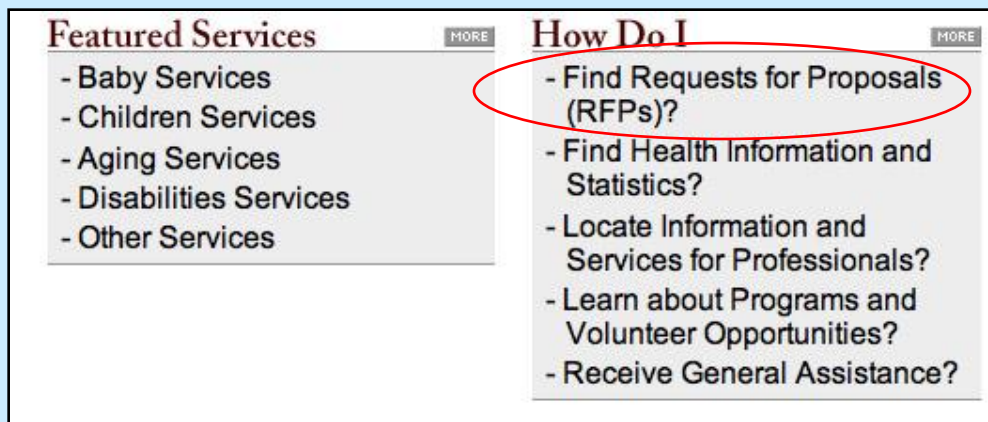 Featured Services
MORE
- Baby Services
- Children Services
- Aging Services
- Disabilities Services
- Other Services
How Do I
MORE
- Find Requests for Proposals
(RFPs)?
- Find Health Information and
Statistics?
- Locate Information and
Services for Professionals?
- Learn about Programs and
Volunteer Opportunities?
- Receive General Assistance?